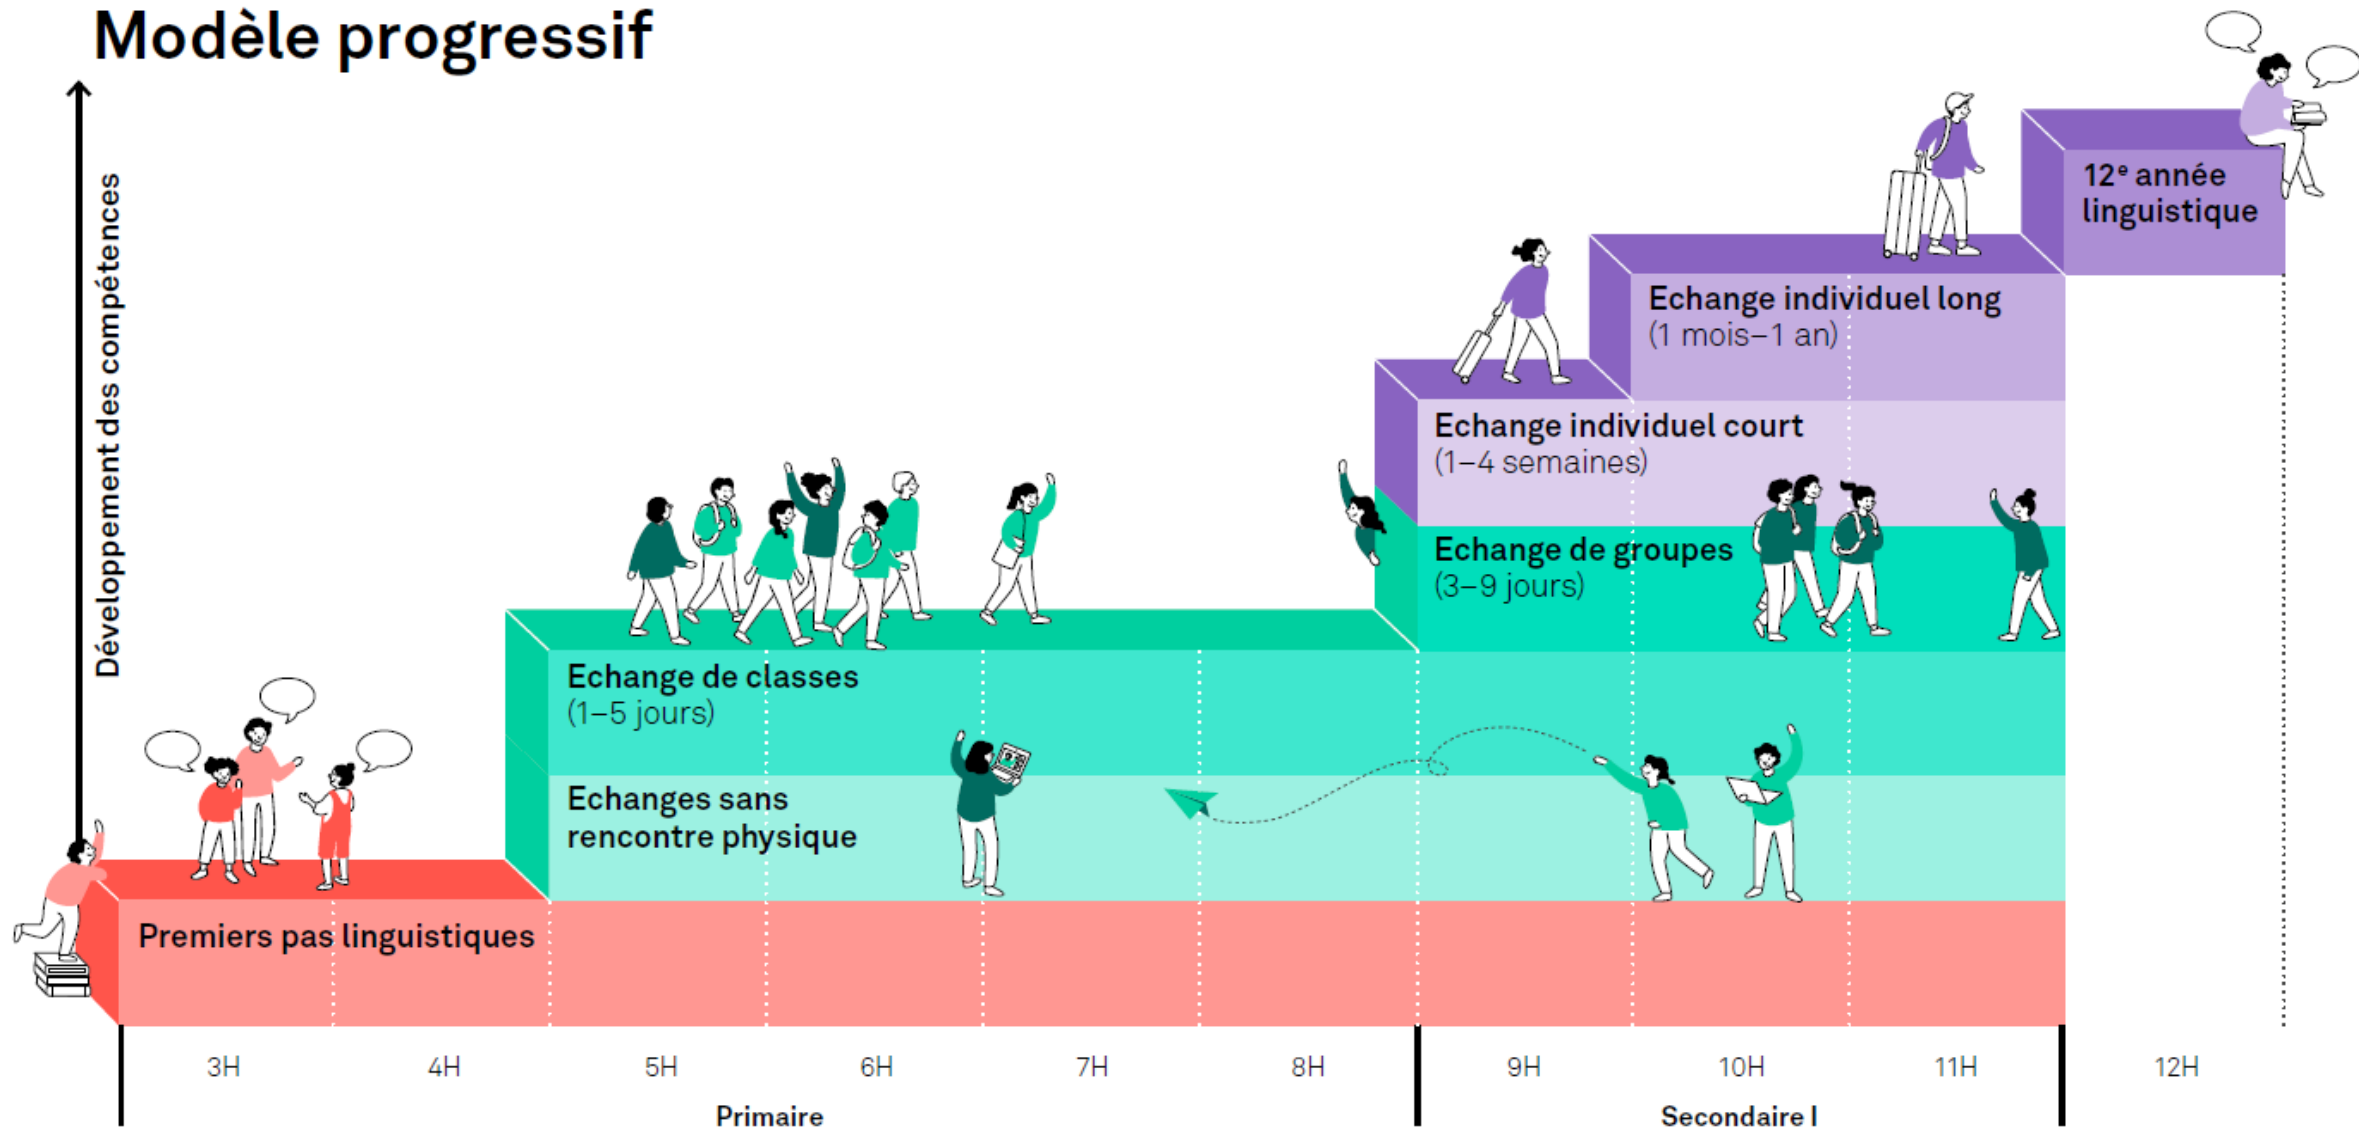 Modèle progressif
Développement des compétences
12e année
linguistique
Echange individuel long
(1 mois–1 an)
Echange individuel court
(1–4 semaines)
Echange de groupes
(3–9 jours)
Echange de classes
(1–5 jours)
Echanges sans
rencontre physique
Premiers pas linguistiques
3H 4H 5H 6H 7H 8H 9H 10H 11H 12H
Primaire Secondaire I